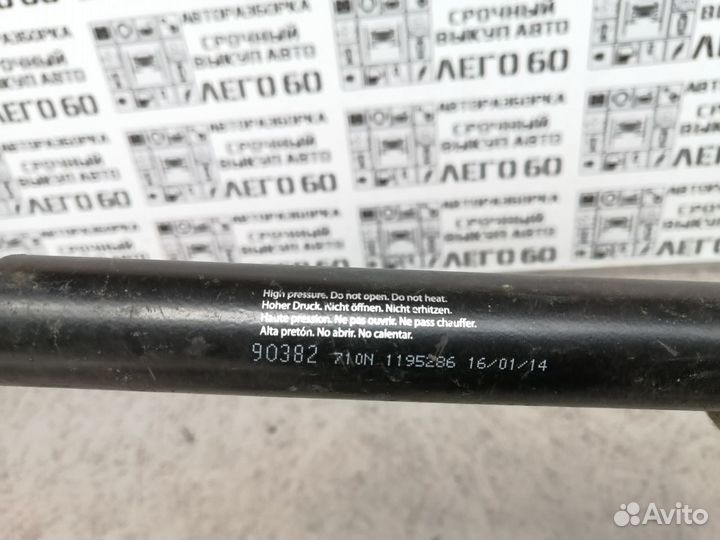 АВТОРАЗБОРКА
СРОЧНЫЙ
ВЫКУП АВТО
ЛЕГО 60
High pressure. Do not open. Do not heat.
Hoher Druck. Nicht öffnen. Nicht erhitzen.
Haute pression. Ne pas ouvrir. Ne pass chauffer.
Alta pretón. No abrir. No calentar.
90382 710N 1195286 16/01/14
Avito